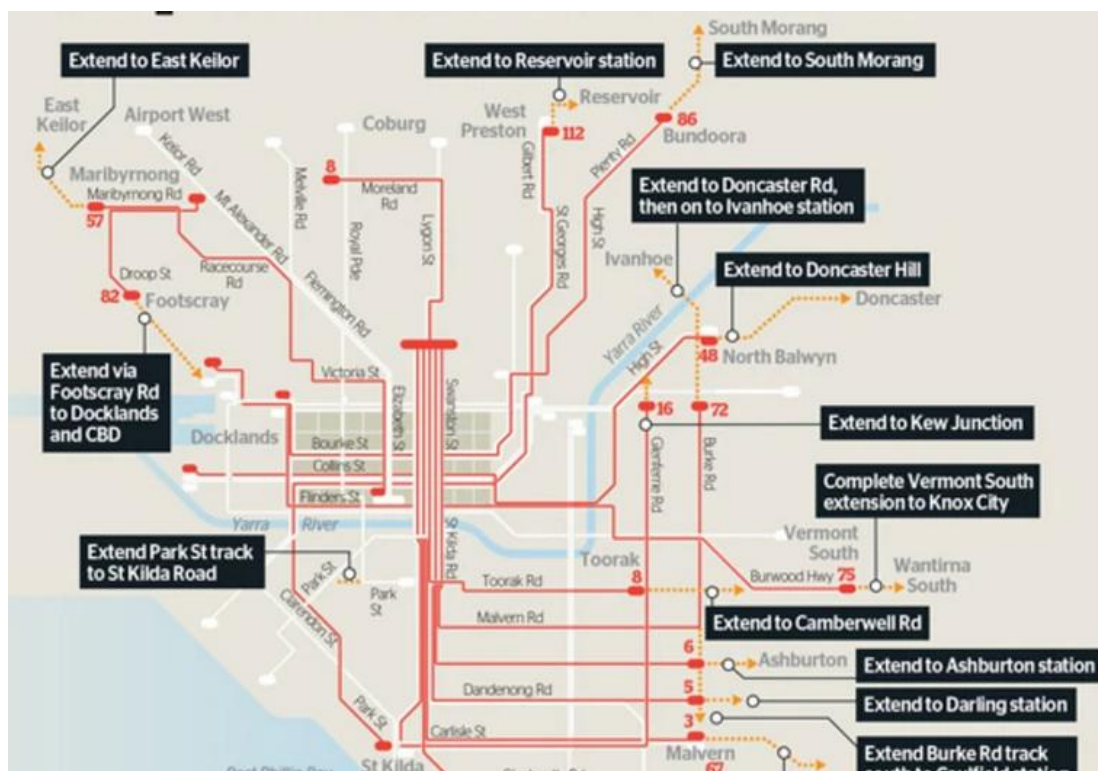 South Morang
Extend to East Keilor
Extend to Reservoir station
Extend to South Morang
East
Keilor
Airport West
Coburg
West
Preston
Reservoir
112
86
Bundoora
Keilor Rd
Melville Rd
8
Moreland
Rd
Gilbert Rd
Plenty Rd
Maribyrnong
Maribyrnong Rd
57
Mt Alexander Rd
Royal Pde
Lygon St
St Georges Rd
High St
Extend to Doncaster Rd,
then on to Ivanhoe station
Ivanhoe
Extend to Doncaster Hill
Doncaster
Droop St
82
Footscray
Racecourse
Rd
Flemington Rd
Yarra River
High St
48
North Balwyn
Extend via
Footscray Rd
to Docklands
and CBD
Victoria St
Elizabeth St
Swanston St
16
72
Extend to Kew Junction
Docklands
Bourke St
Collins St
Flinders St
Glenferrie Rd
Burke Rd
Complete Vermont South
extension to Knox City
Yarra River
St Kilda Rd
Vermont
South
Extend Park St track
to St Kilda Road
Park St
Park
St
Clarendon St
Toorak
Toorak Rd
8
Burwood Hwy
75
Wantirna
South
Malvern Rd
Extend to Camberwell Rd
6
Ashburton
Extend to Ashburton station
Dandenong Rd
5
Extend to Darling station
Park St
3
Carlisle St
Malvern
67
Extend Burke Rd track
south to Caulfield station
St Kilda
Port Phillip Bay